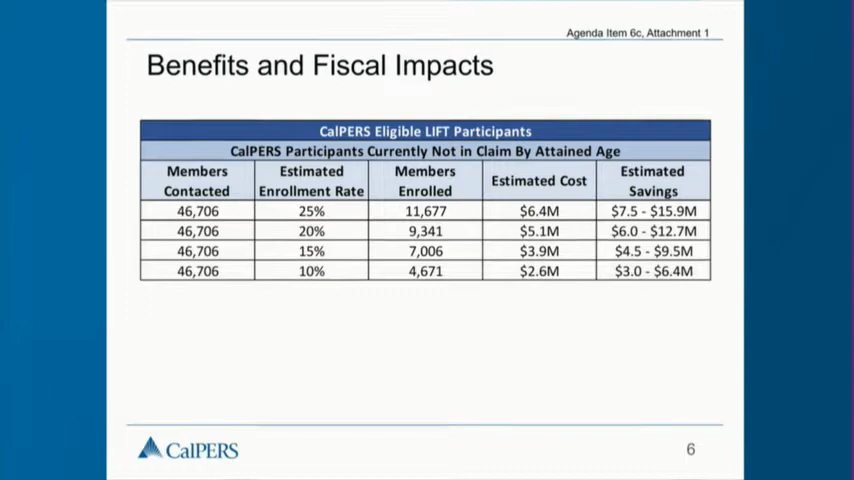 Agenda Item 6c, Attachment 1
Benefits and Fiscal Impacts
CalPERS Eligible LIFT Participants
CalPERS Participants Currently Not in Claim By Attained Age
Members Contacted Estimated Enrollment Rate Members Enrolled Estimated Cost Estimated Savings
46,706 25% 11,677 $6.4M $7.5 - $15.9M
46,706 20% 9,341 $5.1M $6.0 - $12.7M
46,706 15% 7,006 $3.9M $4.5 - $9.5M
46,706 10% 4,671 $2.6M $3.0 - $6.4M
CalPERS
6